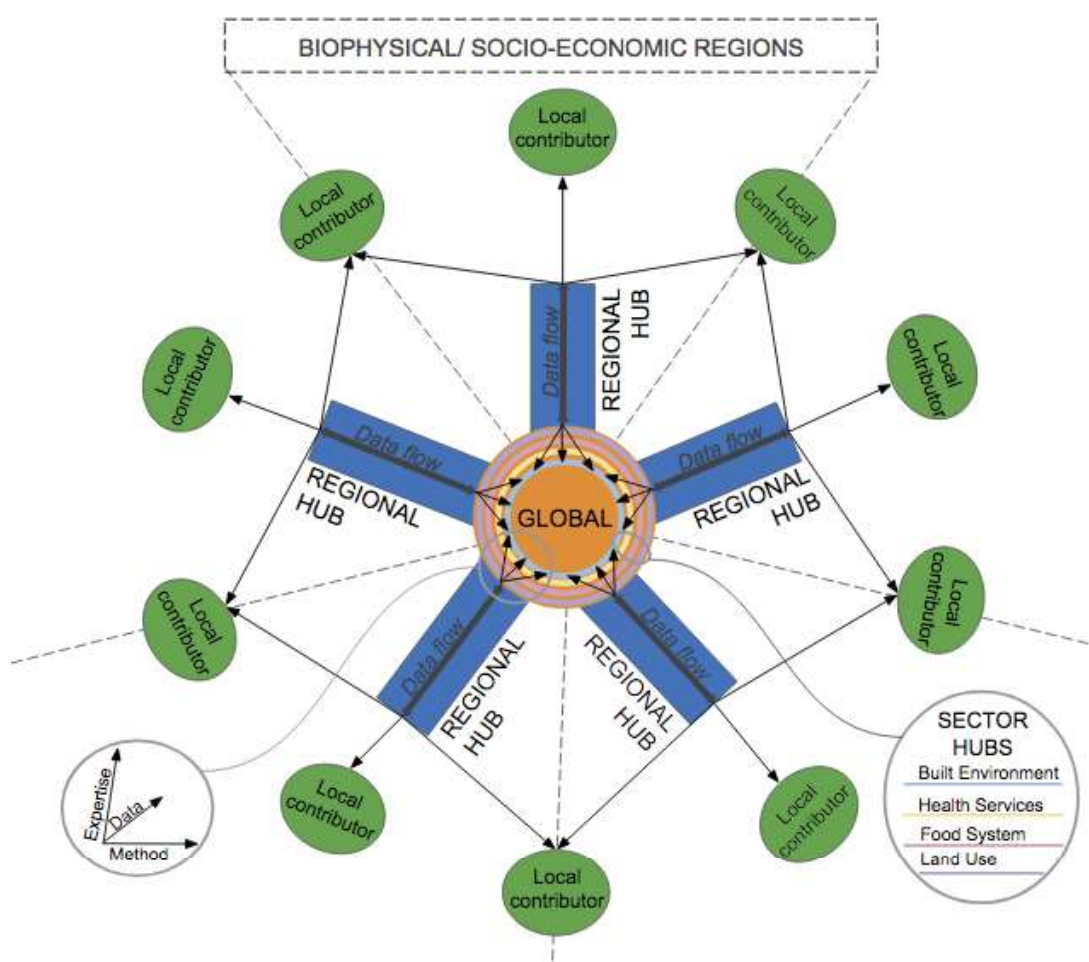 BIOPHYSICAL/ SOCIO-ECONOMIC REGIONS
Local
contributor
Local
contributor
Local
contributor
REGIONAL
HUB
Data flow
Local
contributor
Local
contributor
Data flow
REGIONAL
HUB
Data flow
REGIONAL
HUB
GLOBAL
Local
contributor
Local
contributor
Data flow
REGIONAL
HUB
Data flow
REGIONAL
HUB
Expertise
Data
Method
Local
contributor
Local
contributor
Local
contributor
SECTOR
HUBS
Built Environment
Health Services
Food System
Land Use